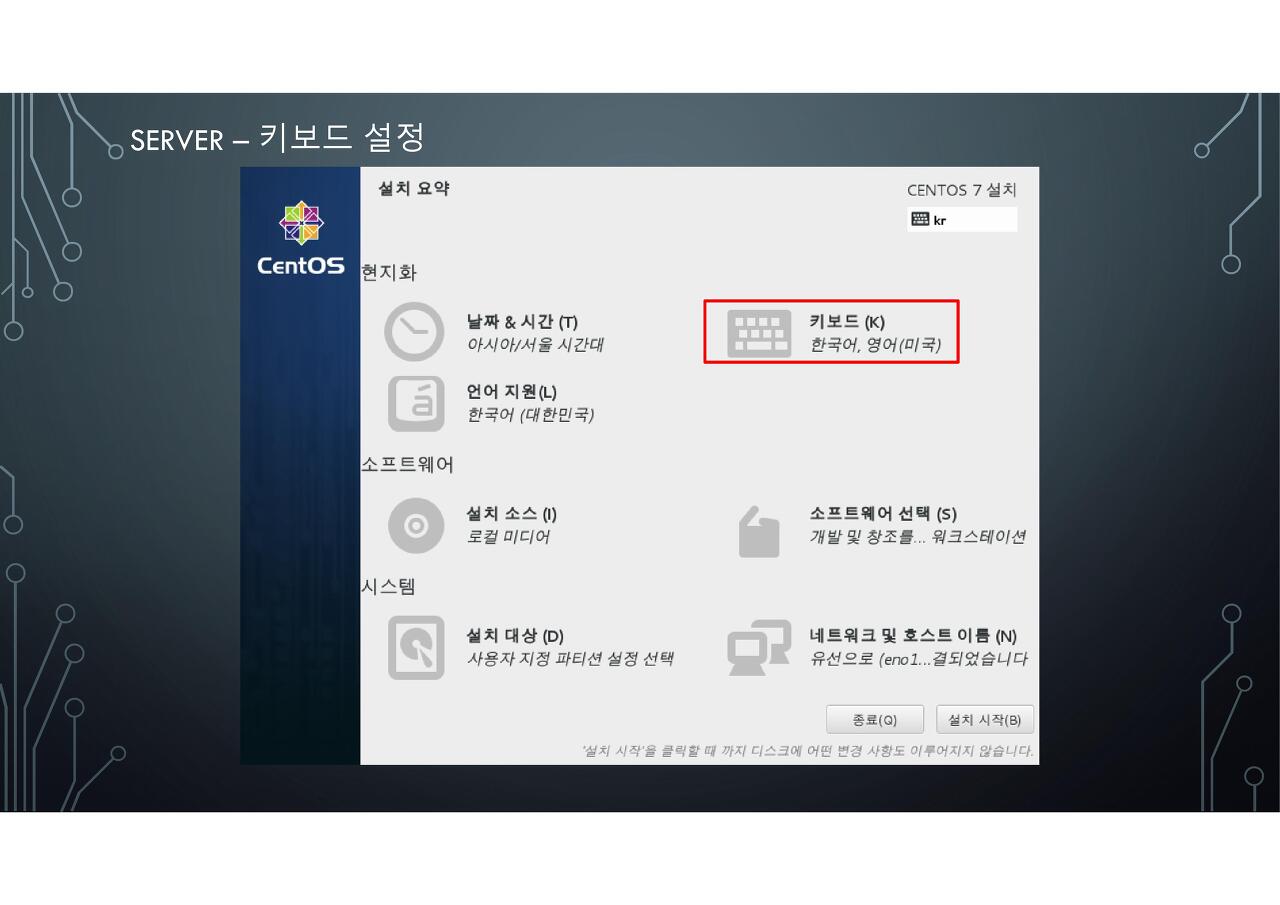 SERVER – 키보드 설정
CentOS
설치 요약
CENTOS 7 설치
kr
현지화
날짜 & 시간 (T)
아시아/서울 시간대
키보드 (K)
한국어, 영어(미국)
á
언어 지원(L)
한국어 (대한민국)
소프트웨어
설치 소스 (I)
로컬 미디어
소프트웨어 선택 (S)
개발 및 창조를... 워크스테이션
시스템
설치 대상 (D)
사용자 지정 파티션 설정 선택
네트워크 및 호스트 이름 (N)
유선으로 (eno1...결되었습니다
종료(Q)
설치 시작(B)
'설치 시작'을 클릭할 때 까지 디스크에 어떤 변경 사항도 이루어지지 않습니다.